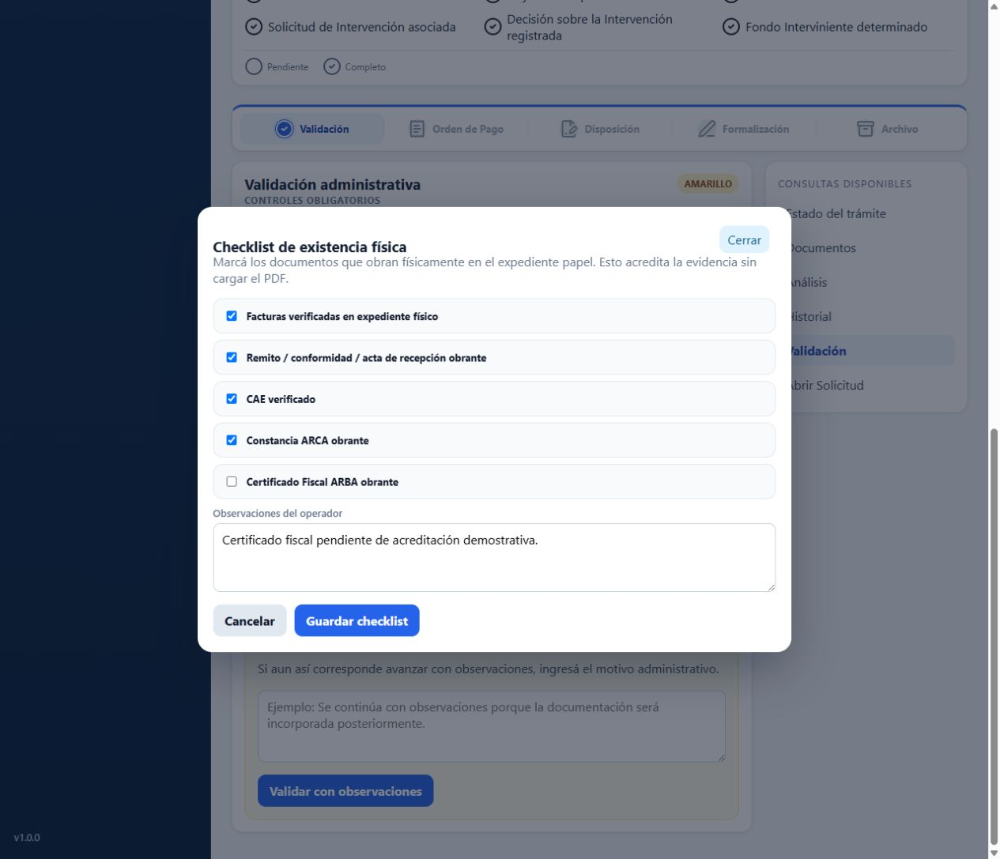 Solicitud de Intervención asociada
Decisión sobre la Intervención
registrada
Fondo Interviniente determinado
Pendiente
Completo
Validación
Orden de Pago
Disposición
Formalización
Archivo
Validación administrativa
AMARILLO
CONTROLES OBLIGATORIOS
CONSULTAS DISPONIBLES
Estado del trámite
Documentos
Análisis
Historial
Validación
Abrir Solicitud
Checklist de existencia física
Cerrar
Marcá los documentos que obran físicamente en el expediente papel. Esto acredita la evidencia sin
cargar el PDF.
Facturas verificadas en expediente físico
Remito / conformidad / acta de recepción obrante
CAE verificado
Constancia ARCA obrante
Certificado Fiscal ARBA obrante
Observaciones del operador
Certificado fiscal pendiente de acreditación demostrativa.
Cancelar
Guardar checklist
Si aun así corresponde avanzar con observaciones, ingresá el motivo administrativo.
Ejemplo: Se continúa con observaciones porque la documentación será
incorporada posteriormente.
Validar con observaciones
v1.0.0